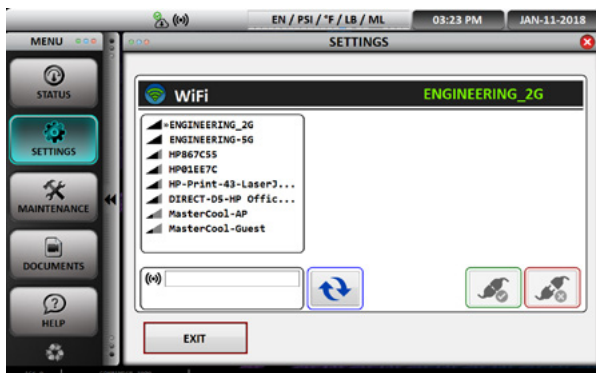 EN / PSI / °F / LB / ML
03:23 PM
JAN-11-2018
MENU
SETTINGS
STATUS
SETTINGS
MAINTENANCE
DOCUMENTS
HELP
WiFi
ENGINEERING_2G
ENGINEERING_2G
ENGINEERING-5G
HP867C55
HP01EE7C
HP-Print-43-LaserJ...
DIRECT-D5-HP Offic...
MasterCool-AP
MasterCool-Guest
EXIT